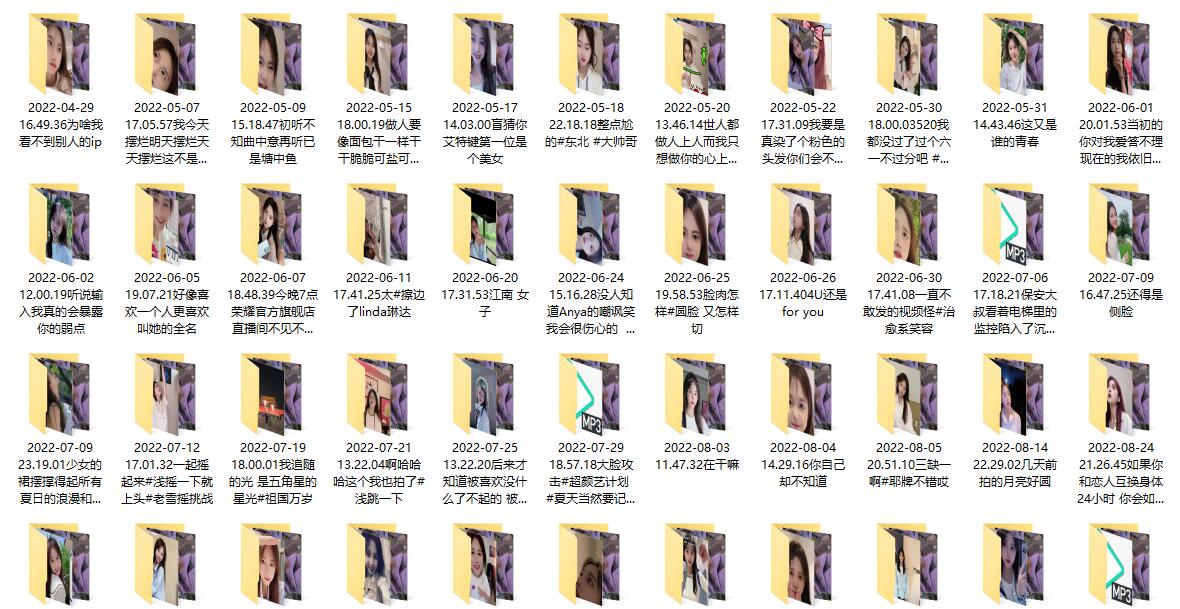 2022-04-29
16.49.36为啥我
看不到别人的ip
2022-05-07
17.05.57我今天
摆烂明天摆烂天
天摆烂这不是...
2022-05-09
15.18.47初听不
知曲中意再听已
是塘中鱼
2022-05-15
18.00.19做人要
像面包干一样干
干脆脆可盐可...
2022-05-17
14.03.00盲猜你
艾特键第一位是
个美女
2022-05-18
22.18.18整点尬
的#东北 #大帅哥
2022-05-20
13.46.14世人都
做人上人而我只
想做你的心上...
2022-05-22
17.31.09我要是
真染了个粉色的
头发你们会不...
2022-05-30
18.00.03520我
都没过了过个六
一不过分吧 #...
2022-05-31
14.43.46这又是
谁的青春
2022-06-01
20.01.53当初的
你对我爱答不理
现在的我依旧...
2022-06-02
12.00.19听说输
入我真的会暴露
你的弱点
2022-06-05
19.07.21好像喜
欢一个人更喜欢
叫她的全名
2022-06-07
18.48.39今晚7点
荣耀官方旗舰店
直播间不见不...
2022-06-11
17.41.25太#擦边
了linda琳达
2022-06-20
17.31.53江南 女
子
2022-06-24
15.16.28没人知
道Anya的嘲讽笑
我会很伤心的 ...
2022-06-25
19.58.53脸肉怎
样#圆脸 又怎样
切
2022-06-26
17.11.404U还是
for you
2022-06-30
17.41.08一直不
敢发的视频怪#治
愈系笑容
MP3
2022-07-06
17.18.21保安大
叔看着电梯里的
监控陷入了沉...
2022-07-09
16.47.25还得是
侧脸
2022-07-09
23.19.01少女的
裙摆撑得起所有
夏日的浪漫和...
2022-07-12
17.01.32一起摇
起来#浅摇一下就
上头#老雪摇挑战
2022-07-19
18.00.01我追随
的光 是五角星的
星光#祖国万岁
2022-07-21
13.22.04啊哈哈
哈这个我也拍了#
浅跳一下
2022-07-25
13.22.20后来才
知道被喜欢没什
么了不起的 被...
MP3
2022-07-29
18.57.18大脸攻
击#超颜艺计划
#夏天当然要记...
2022-08-03
11.47.32在干嘛
2022-08-04
14.29.16你自己
却不知道
2022-08-05
20.51.10三缺一
啊#耶牌不错哎
2022-08-14
22.29.02几天前
拍的月亮好圆
2022-08-24
21.26.45如果你
和恋人互换身体
24小时 你会如...
MP3